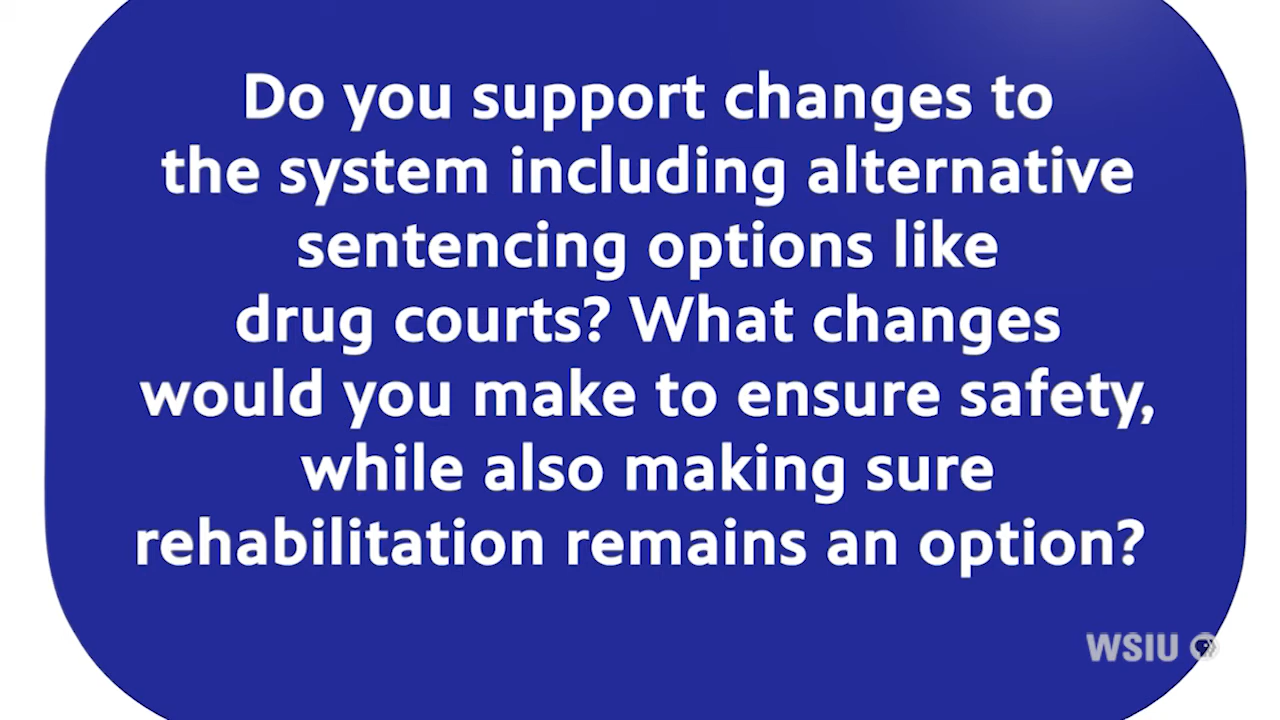 Do you support changes to
the system including alternative
sentencing options like
drug courts? What changes
would you make to ensure safety,
while also making sure
rehabilitation remains an option?
WSIU